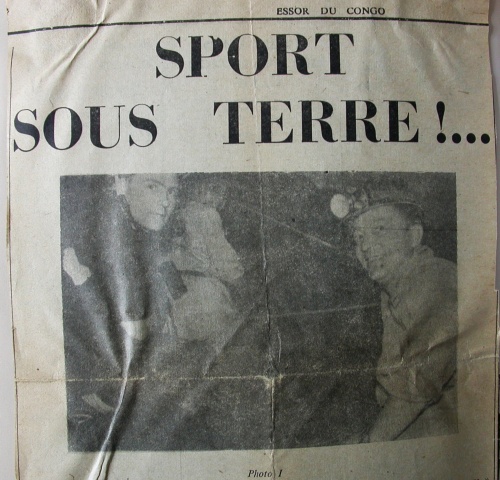 ESSOR DU CONGO
SPORT
SOUS TERRE !...
Photo 1